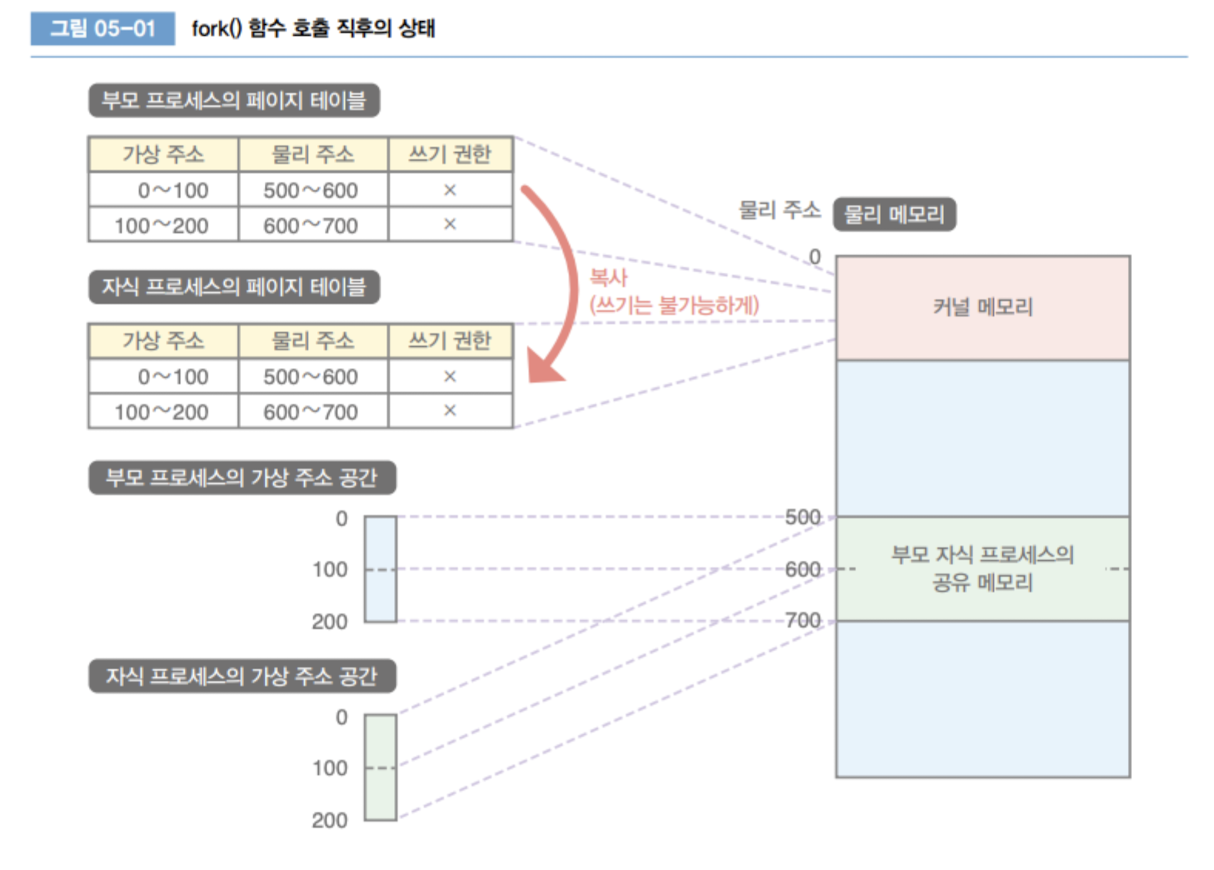 그림 05-01 fork() 함수 호출 직후의 상태
부모 프로세스의 페이지 테이블
가상 주소 물리 주소 쓰기 권한
0~100 500~600 ×
100~200 600~700 ×
복사
(쓰기는 불가능하게)
자식 프로세스의 페이지 테이블
가상 주소 물리 주소 쓰기 권한
0~100 500~600 ×
100~200 600~700 ×
부모 프로세스의 가상 주소 공간
0
100
200
자식 프로세스의 가상 주소 공간
0
100
200
물리 주소 물리 메모리
0
커널 메모리
500
부모 자식 프로세스의
600
공유 메모리
700